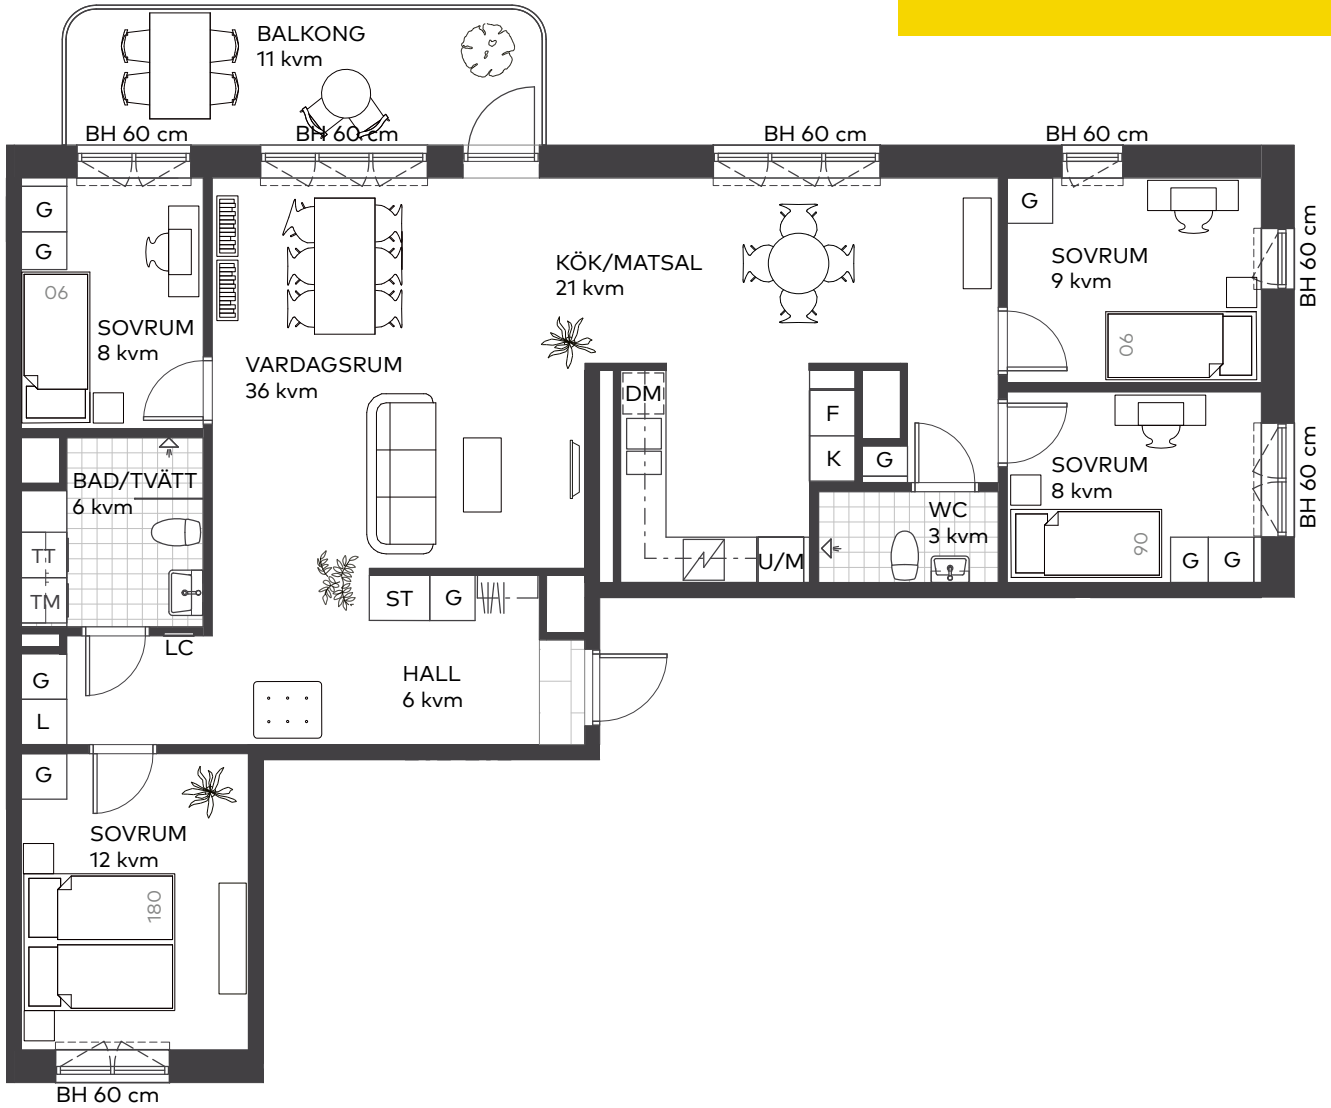 BALKONG
11 kvm
BH 60 cm
BH 60 cm
BH 60 cm
BH 60 cm
G
G
90
SOVRUM
8 kvm
VARDAGSRUM
36 kvm
KÖK/MATSAL
21 kvm
G
SOVRUM
9 kvm
90
BH 60 cm
DM
F
K
G
SOVRUM
8 kvm
90
G
G
BH 60 cm
BAD/TVÄTT
6 kvm
TT
TM
U/M
WC
3 kvm
ST
G
LC
HALL
6 kvm
G
L
G
SOVRUM
12 kvm
180
BH 60 cm